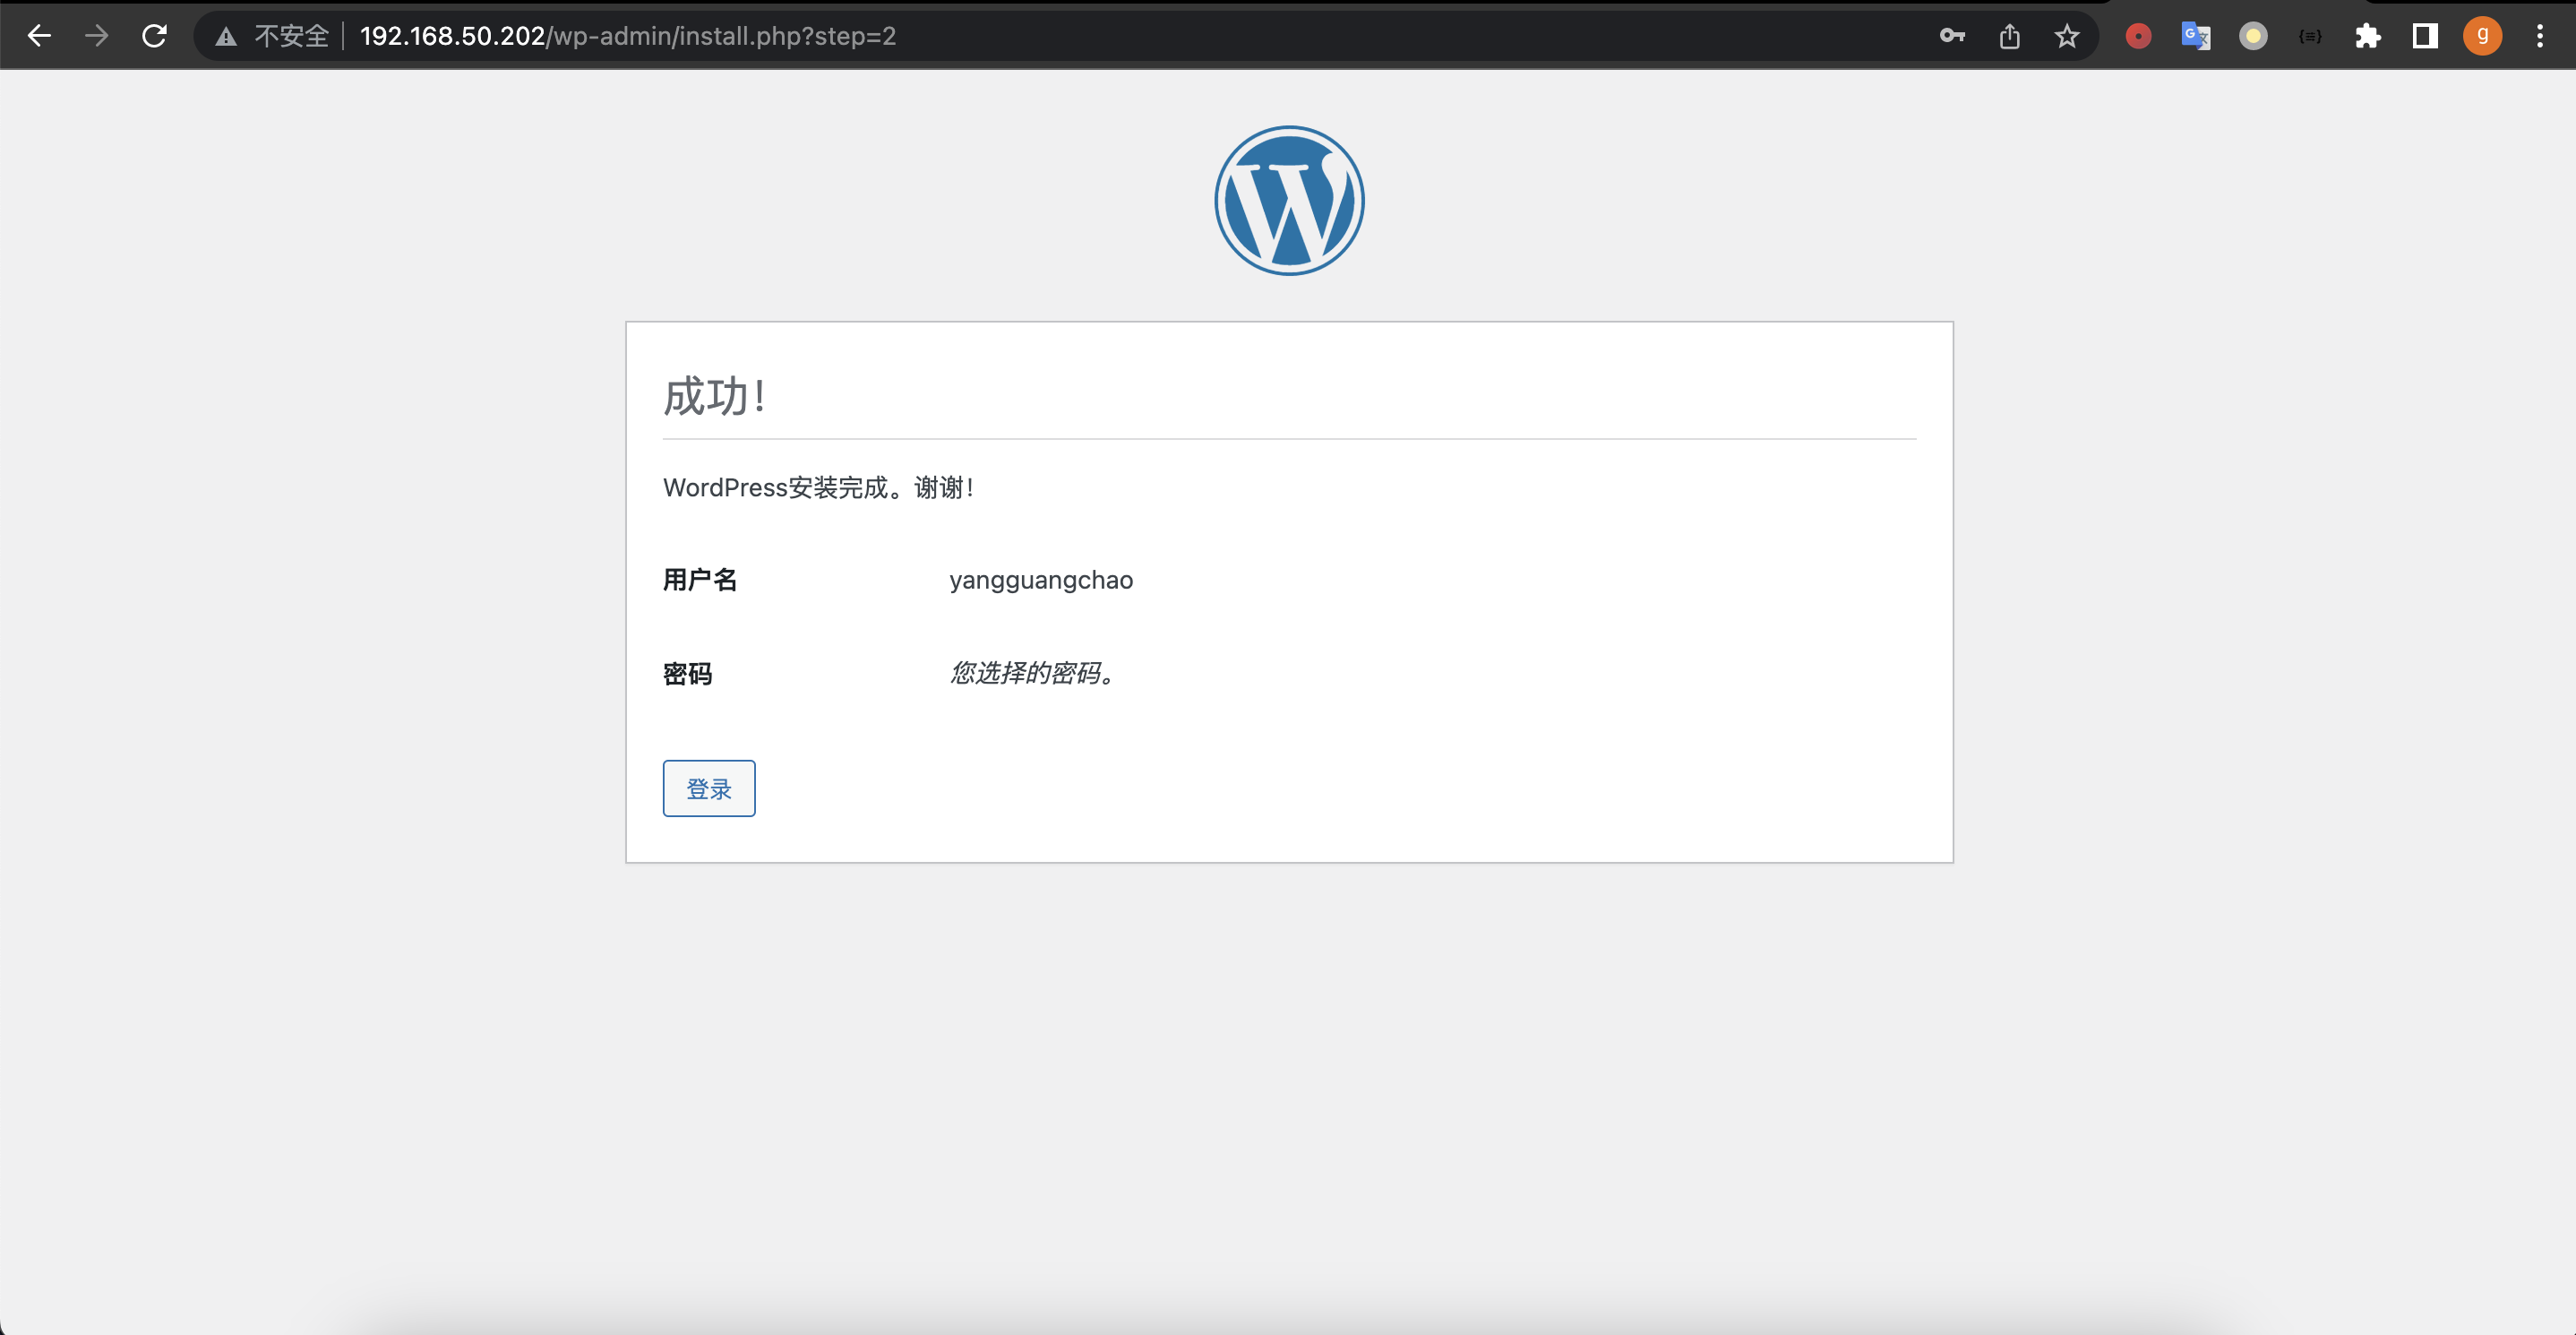 不安全 192.168.50.202/wp-admin/install.php?step=2
g
成功!
WordPress安装完成。谢谢!
用户名 yangguangchao
密码 您选择的密码。
登录